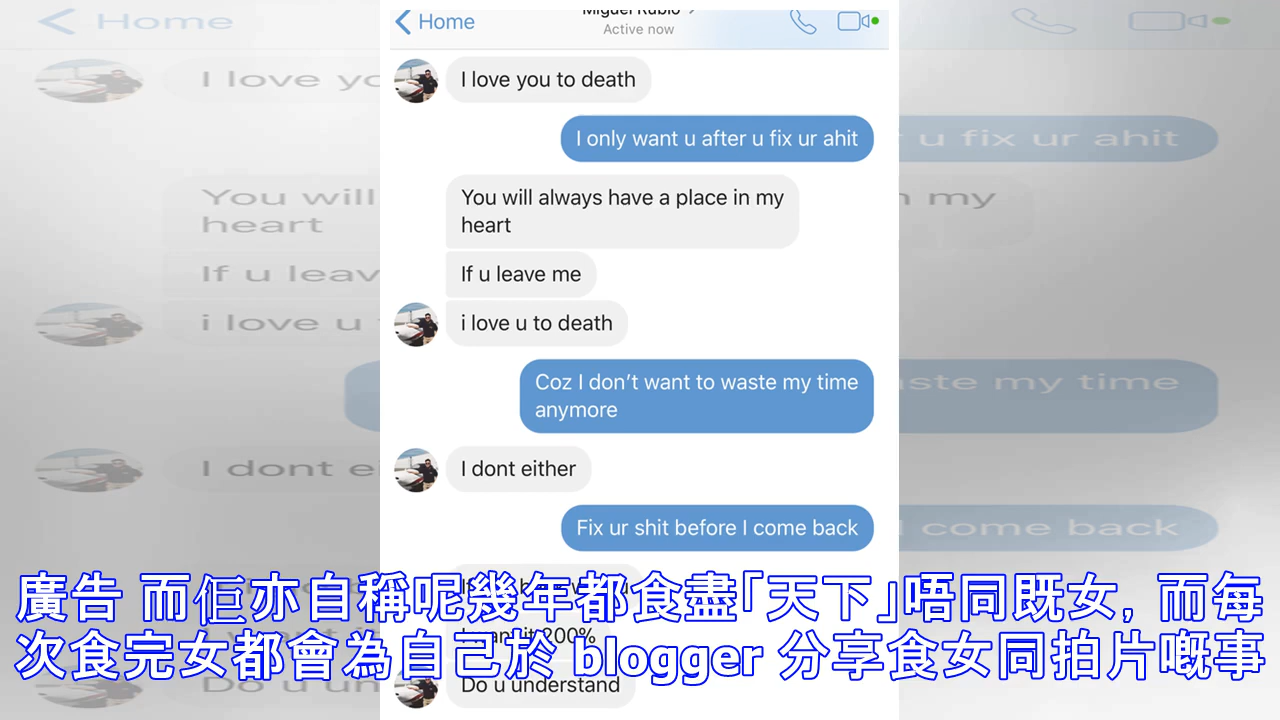 Home
Miguel Rubio
Active now
I love you to death
I only want u after u fix ur ahit
You will always have a place in my
heart
If u leave me
i love u to death
Coz I don't want to waste my time
anymore
I dont either
Fix ur shit before I come back
廣告 而佢亦自稱呢幾年都食盡「天下」唔同既女, 而每
次食完女都會為自己於 blogger 分享食女同拍片嘅事
200%
Do u understand